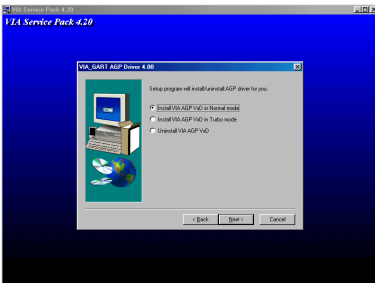 VIA Service Pack 4.20
VIA Service Pack 4.20
VIA_GART AGP Driver 4.00
Setup program will install/uninstall AGP driver for you.
Install VIA AGP VxD in Normal mode
Install VIA AGP VxD in Turbo mode
Uninstall VIA AGP VxD
< Back
Next >
Cancel